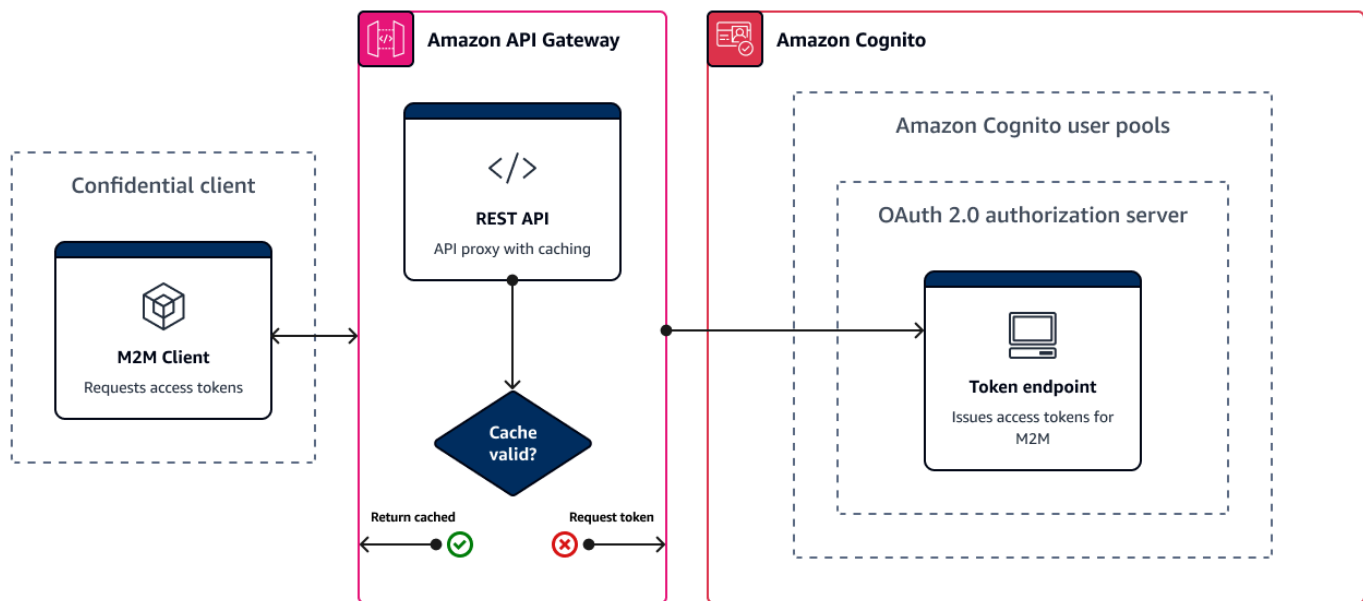 Amazon API Gateway
Amazon Cognito
Confidential client
M2M Client
Requests access tokens
</>
REST API
API proxy with caching
Cache
valid?
Return cached
Request token
Amazon Cognito user pools
OAuth 2.0 authorization server
Token endpoint
Issues access tokens for
M2M